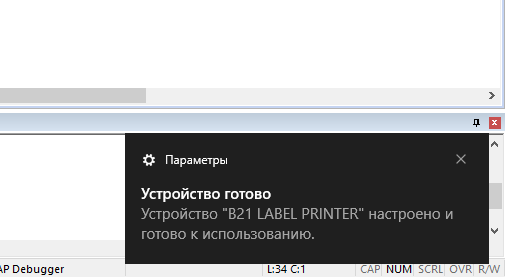 Параметры
Устройство готово
Устройство "B21 LABEL PRINTER" настроено и
готово к использованию.
AP Debugger
L:34 C:1
CAP NUM SCRL OVR R/W